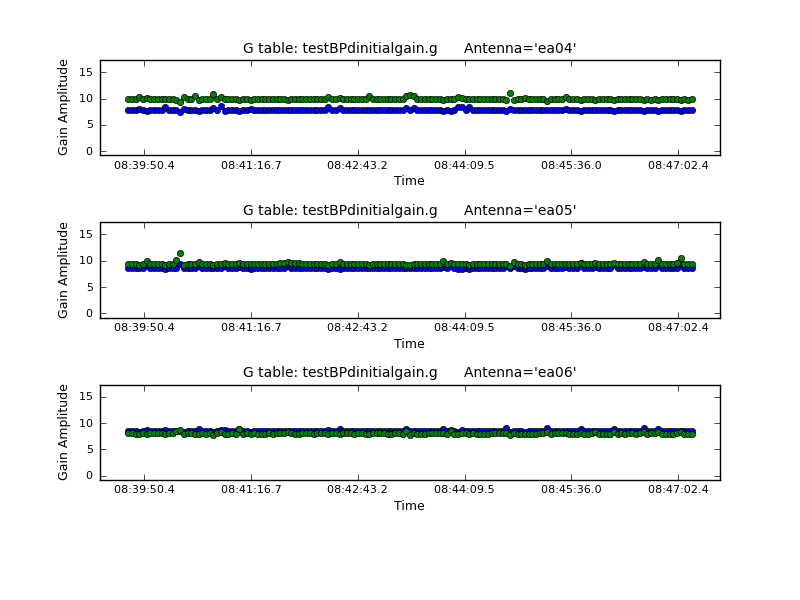 G table: testBPdinitialgain.g Antenna='ea04'
Gain Amplitude
15
10
5
0
08:39:50.4 08:41:16.7 08:42:43.2 08:44:09.5 08:45:36.0 08:47:02.4
Time
G table: testBPdinitialgain.g Antenna='ea05'
Gain Amplitude
15
10
5
0
08:39:50.4 08:41:16.7 08:42:43.2 08:44:09.5 08:45:36.0 08:47:02.4
Time
G table: testBPdinitialgain.g Antenna='ea06'
Gain Amplitude
15
10
5
0
08:39:50.4 08:41:16.7 08:42:43.2 08:44:09.5 08:45:36.0 08:47:02.4
Time